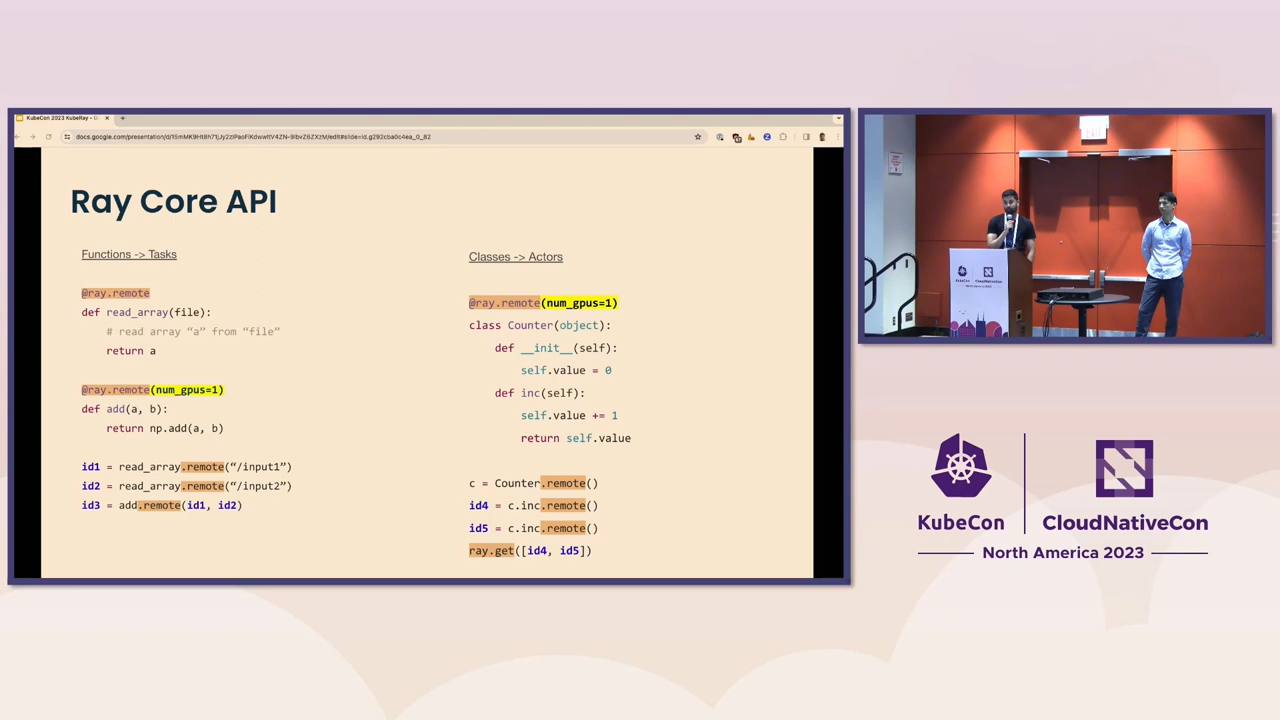 KubeCon 2023 KubeRay - G
Ray Core API
Functions -> Tasks
@ray.remote
def read_array(file):
# read array “a” from “file”
return a
@ray.remote(num_gpus=1)
def add(a, b):
return np.add(a, b)
id1 = read_array.remote(“/input1”)
id2 = read_array.remote(“/input2”)
id3 = add.remote(id1, id2)
Classes -> Actors
@ray.remote(num_gpus=1)
class Counter(object):
def __init__(self):
self.value = 0
def inc(self):
self.value += 1
return self.value
c = Counter.remote()
id4 = c.inc.remote()
id5 = c.inc.remote()
ray.get([id4, id5])
KubeCon
CloudNativeCon
North America 2023